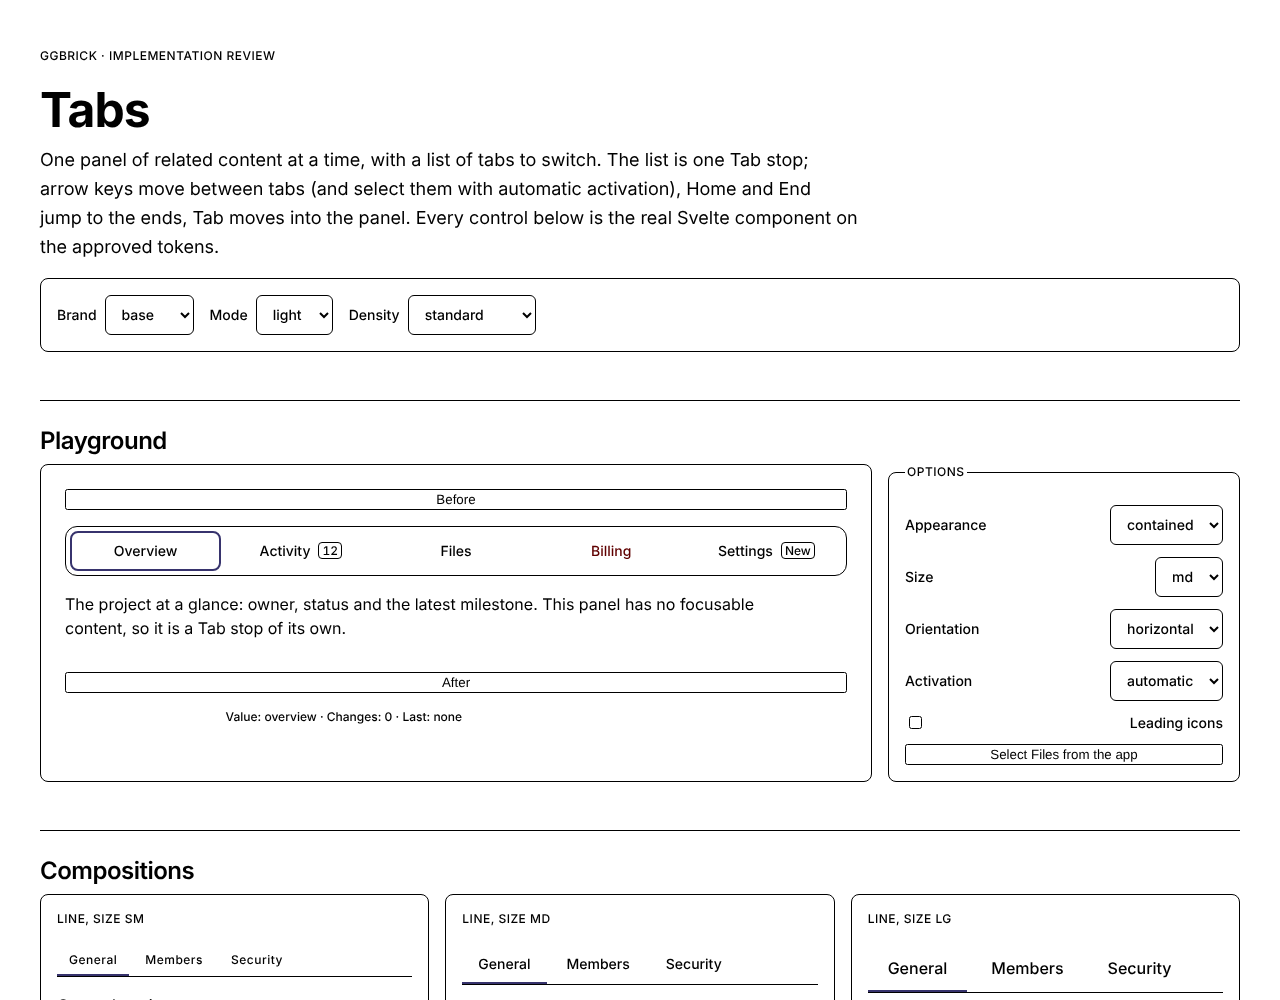 GGBRICK · IMPLEMENTATION REVIEW
Tabs
One panel of related content at a time, with a list of tabs to switch. The list is one Tab stop;
arrow keys move between tabs (and select them with automatic activation), Home and End
jump to the ends, Tab moves into the panel. Every control below is the real Svelte component on
the approved tokens.
Brand base Mode light Density standard
Playground
Before
Overview Activity 12 Files Billing Settings New
The project at a glance: owner, status and the latest milestone. This panel has no focusable
content, so it is a Tab stop of its own.
After
Value: overview · Changes: 0 · Last: none
OPTIONS
Appearance contained
Size md
Orientation horizontal
Activation automatic
Leading icons
Select Files from the app
Compositions
LINE, SIZE SM
General Members Security
LINE, SIZE MD
General Members Security
LINE, SIZE LG
General Members Security